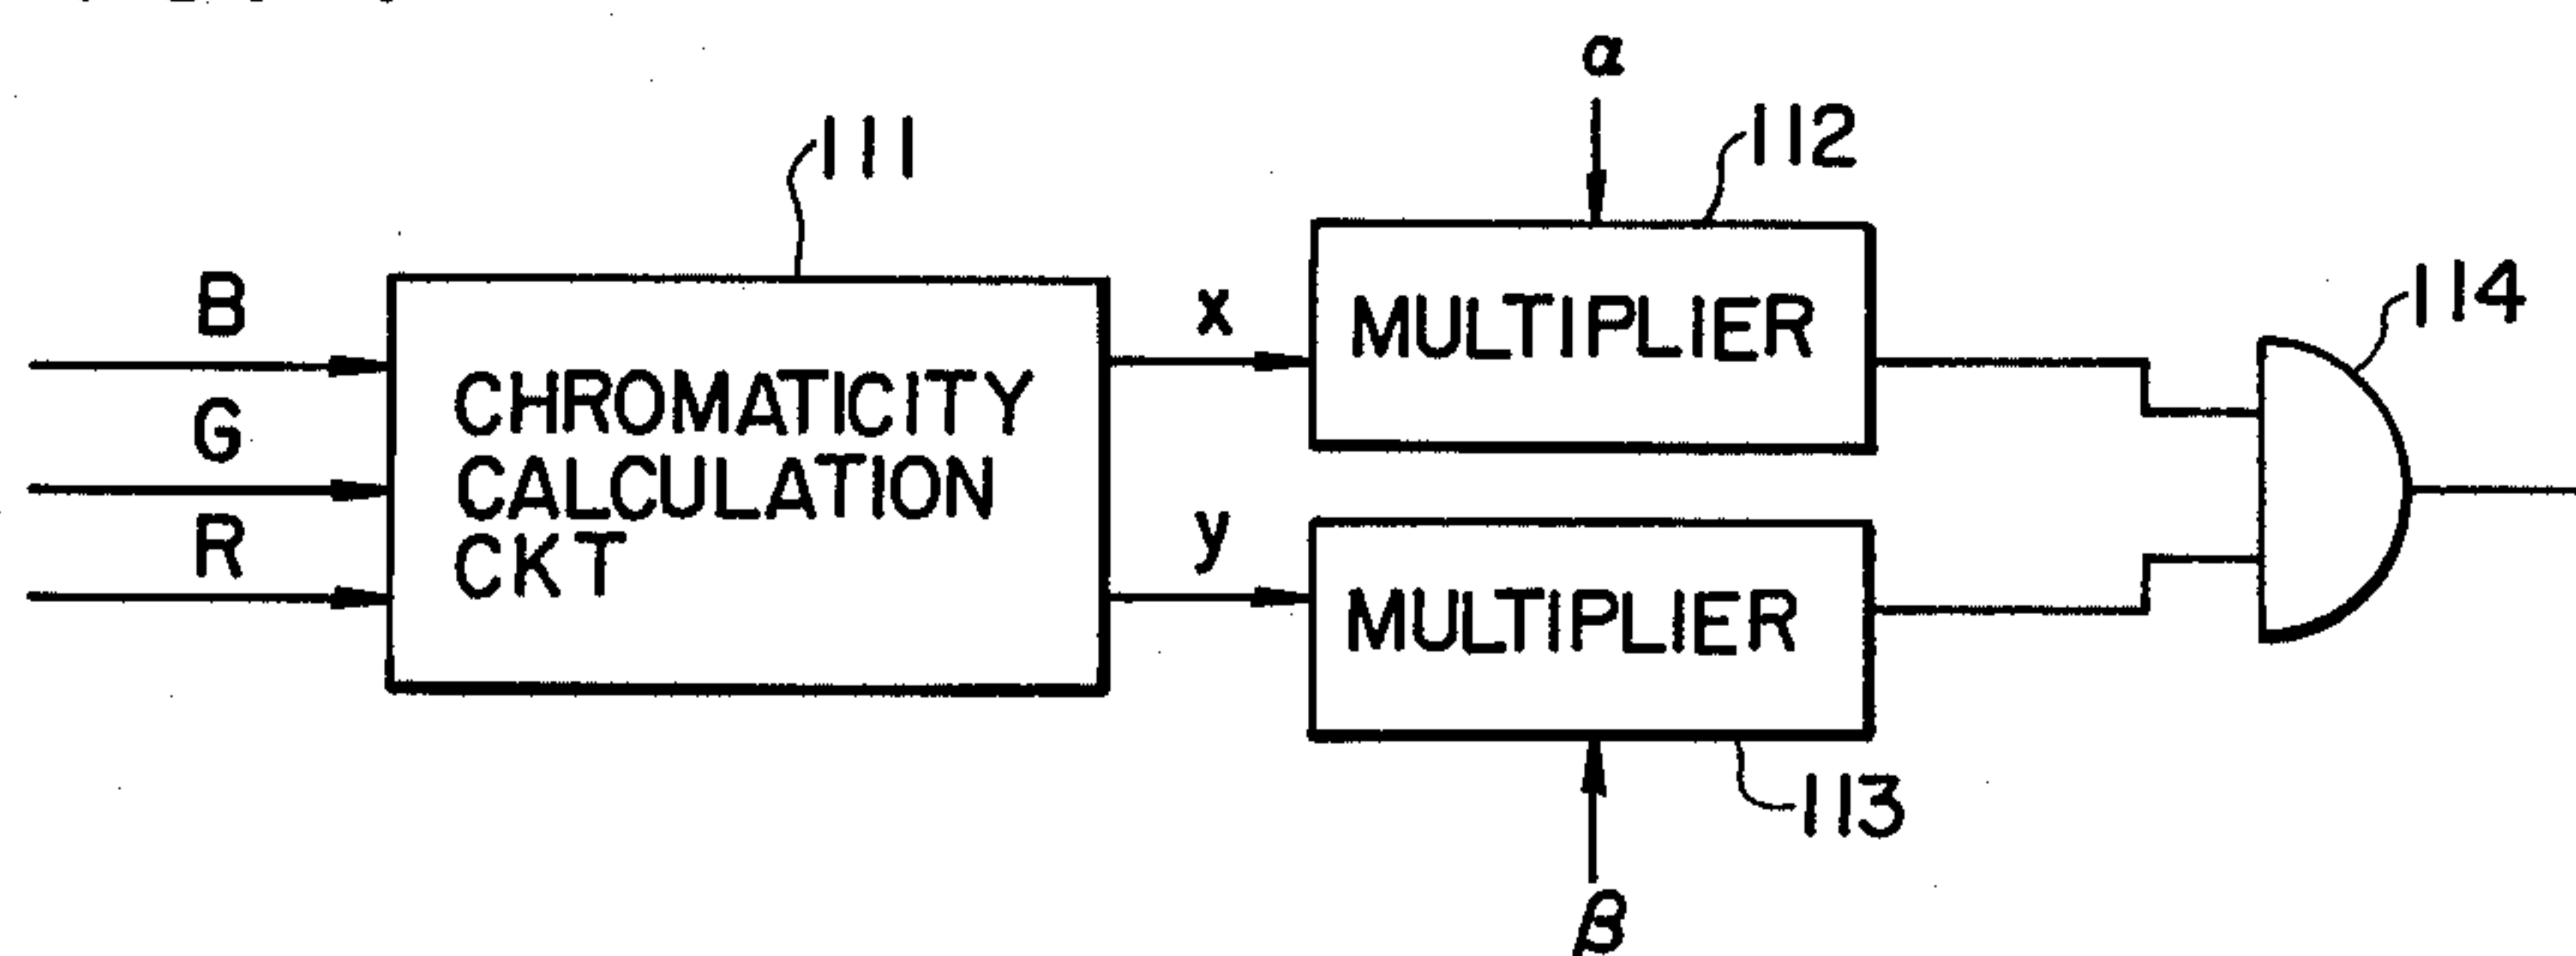 α
111
112
B
x
MULTIPLIER
114
G
CHROMATICITY
CALCULATION
CKT
R
y
MULTIPLIER
113
β